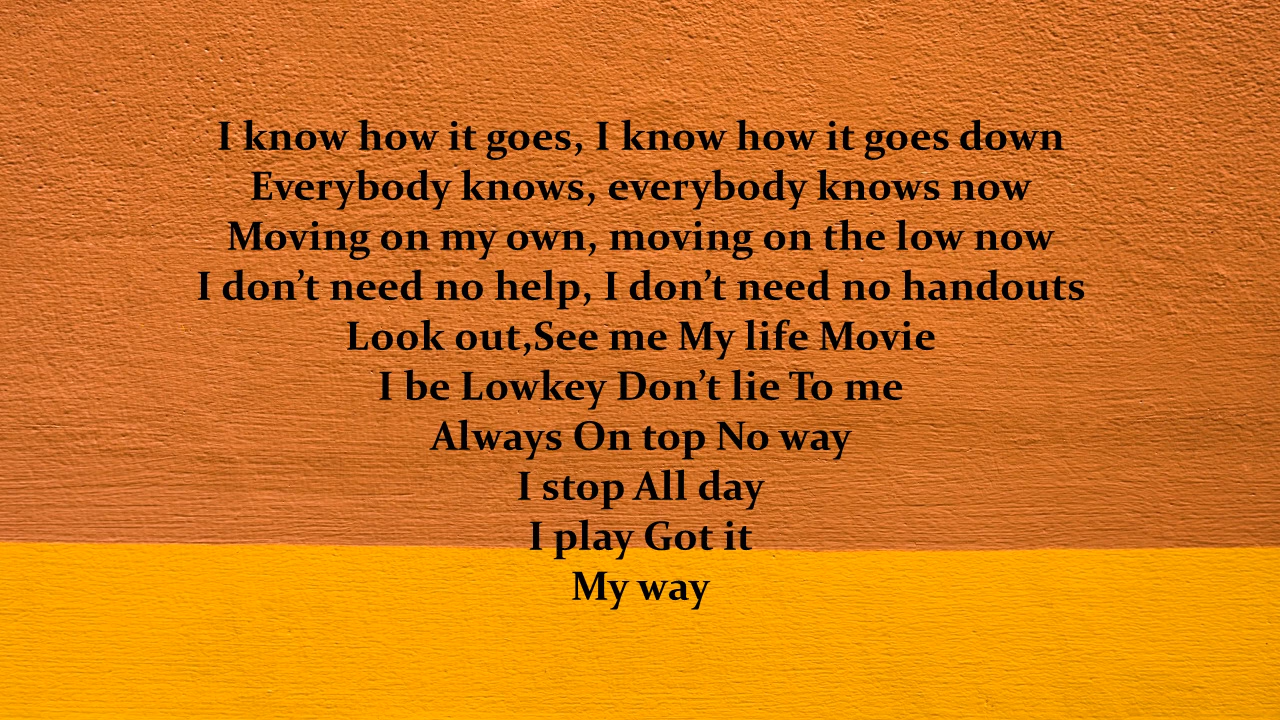 I know how it goes, I know how it goes down
Everybody knows, everybody knows now
Moving on my own, moving on the low now
I don’t need no help, I don’t need no handouts
Look out,See me My life Movie
I be Lowkey Don’t lie To me
Always On top No way
I stop All day
I play Got it
My way